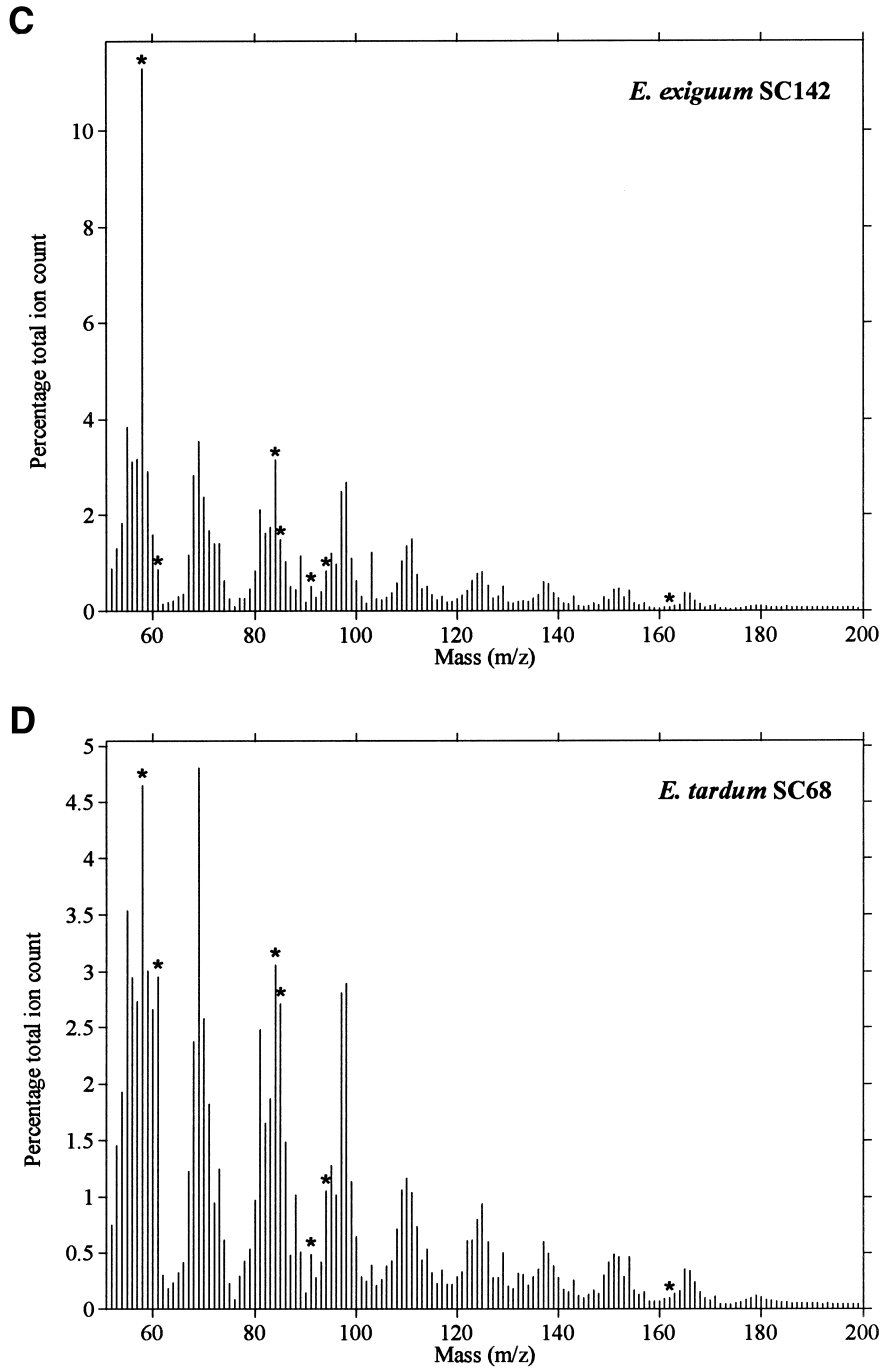 C
E. exiguum SC142
Percentage total ion count
10
8
6
4
2
0
* * * * * * *
60 80 100 120 140 160 180 200
Mass (m/z)
D
E. tardum SC68
Percentage total ion count
5
4.5
4
3.5
3
2.5
2
1.5
1
0.5
0
* * * * * * *
60 80 100 120 140 160 180 200
Mass (m/z)